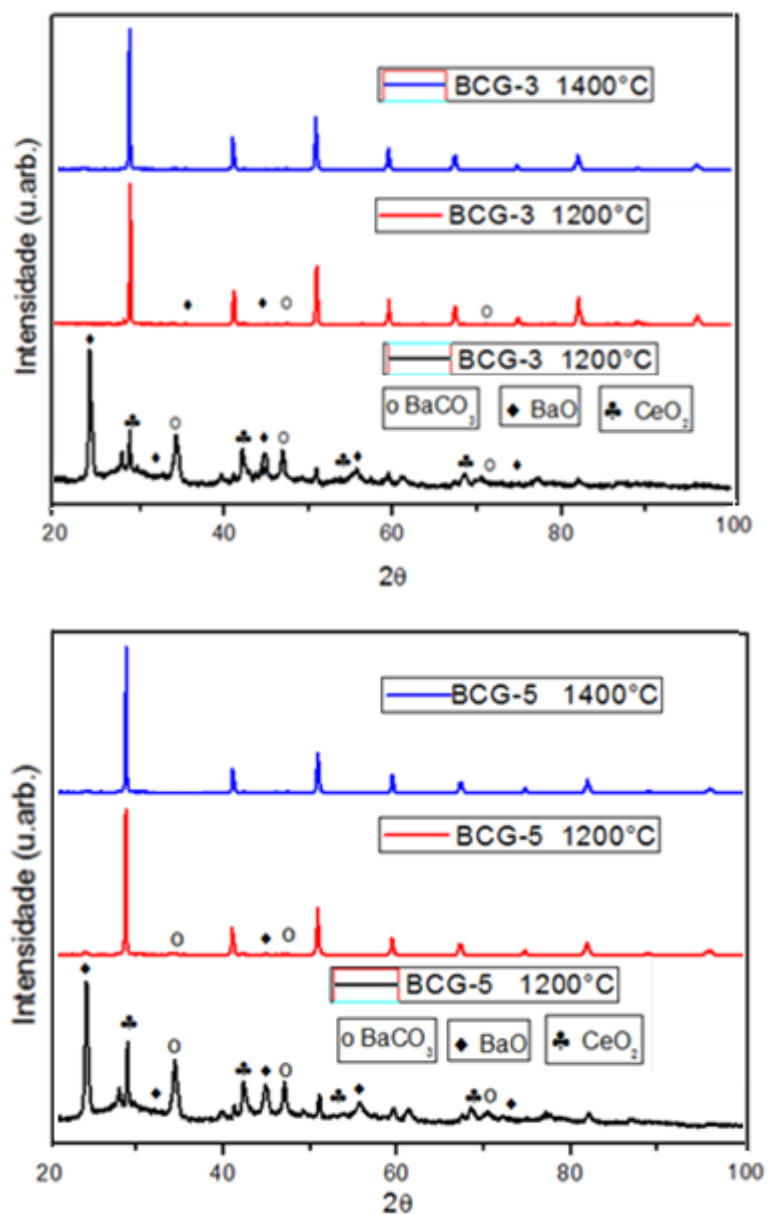 Intensidade (u.arb.)
BCG-3 1400°C
BCG-3 1200°C
BCG-3 1200°C
o BaCO₃ ♦ BaO ♣ CeO₂
20 40 60 80 100
2θ
Intensidade (u.arb.)
BCG-5 1400°C
BCG-5 1200°C
BCG-5 1200°C
o BaCO₃ ♦ BaO ♣ CeO₂
20 40 60 80 100
2θ